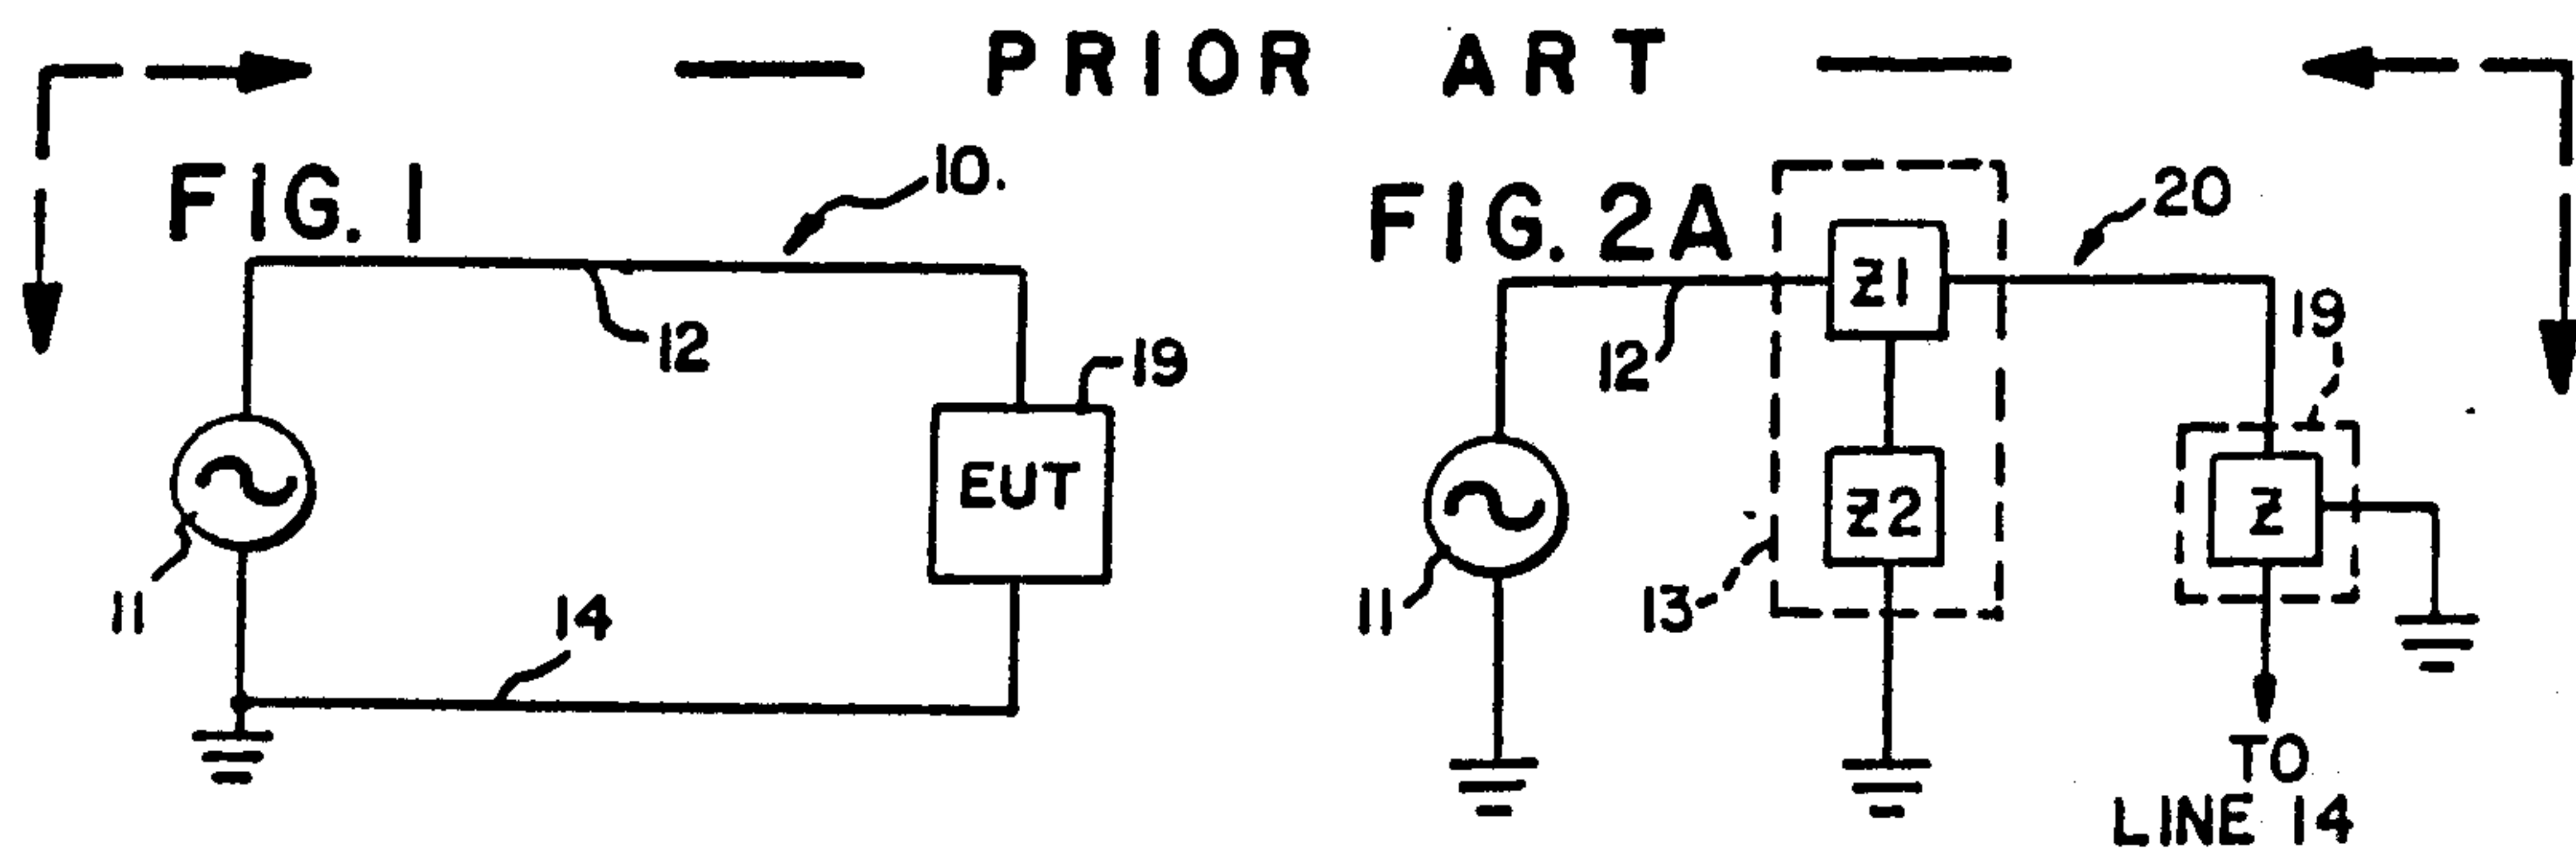 PRIOR ART
FIG. 1
10.
12
19
EUT
11
14
FIG. 2A
20
Z1
12
19
Z2
Z
11
13
TO
LINE 14